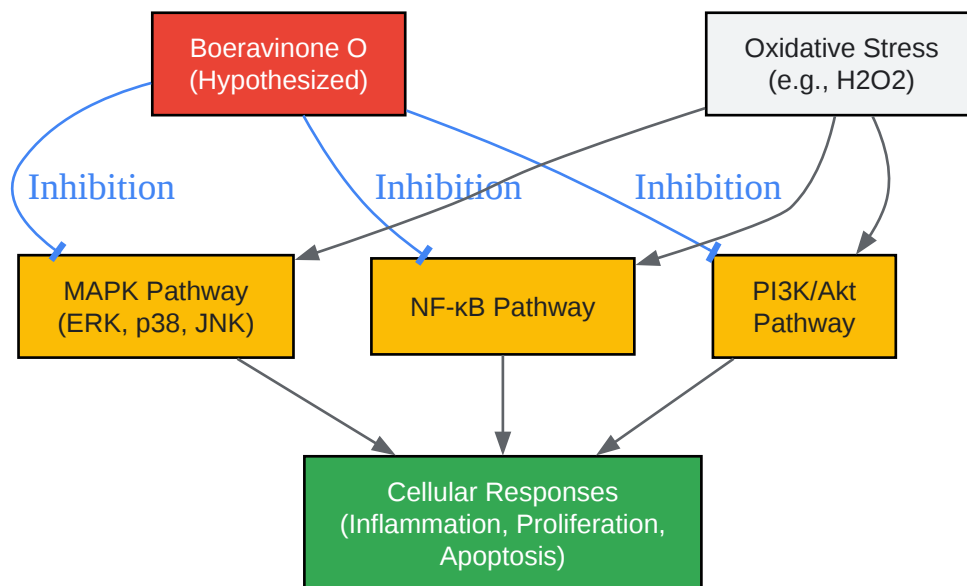 Boeravinone O
(Hypothesized)
Oxidative Stress
(e.g., H2O2)
Inhibition
Inhibition
Inhibition
MAPK Pathway
(ERK, p38, JNK)
NF-κB Pathway
PI3K/Akt
Pathway
Cellular Responses
(Inflammation, Proliferation,
Apoptosis)